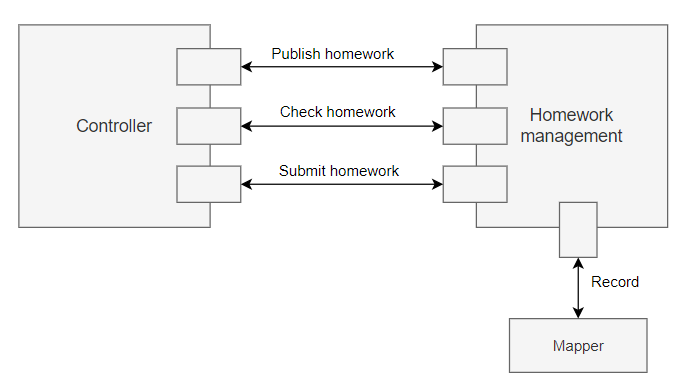 Publish homework
Check homework
Controller
Homework
management
Submit homework
Record
Mapper